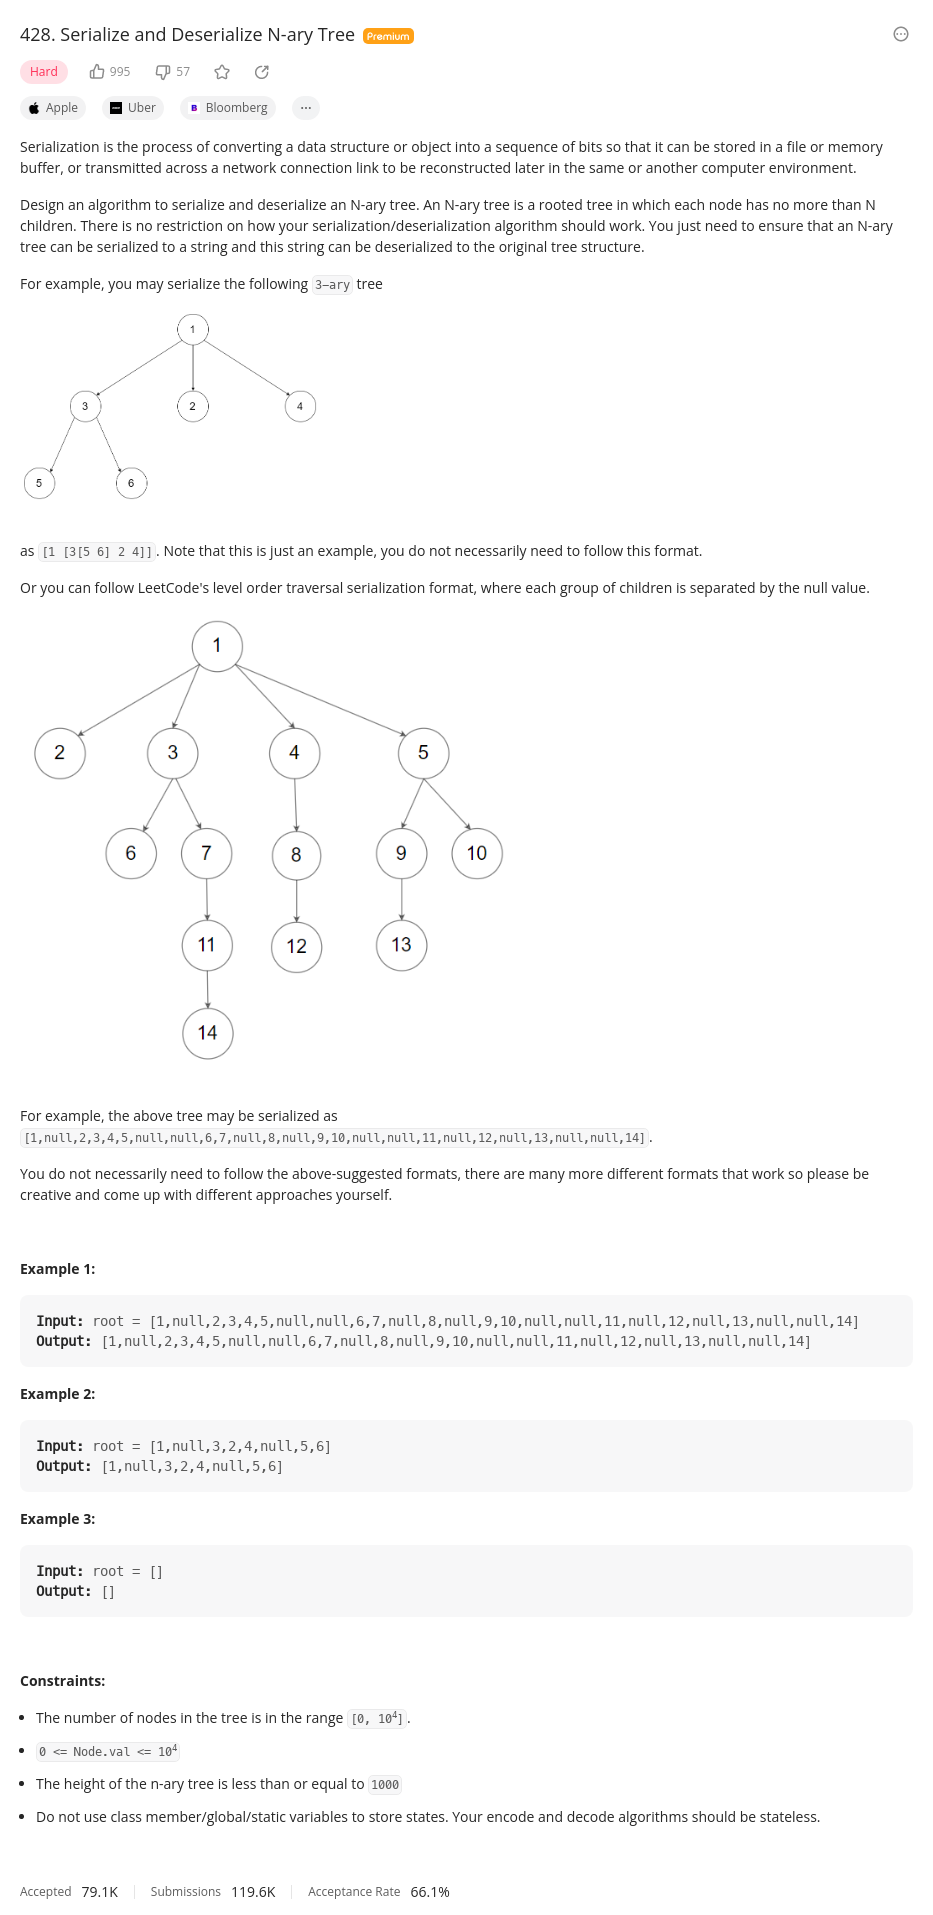 428. Serialize and Deserialize N-ary Tree Premium
Hard 995 57
Apple Uber B Bloomberg ...
Serialization is the process of converting a data structure or object into a sequence of bits so that it can be stored in a file or memory
buffer, or transmitted across a network connection link to be reconstructed later in the same or another computer environment.
Design an algorithm to serialize and deserialize an N-ary tree. An N-ary tree is a rooted tree in which each node has no more than N
children. There is no restriction on how your serialization/deserialization algorithm should work. You just need to ensure that an N-ary
tree can be serialized to a string and this string can be deserialized to the original tree structure.
For example, you may serialize the following 3-ary tree
1
3 2 4
5 6
as [1 [3[5 6] 2 4]]. Note that this is just an example, you do not necessarily need to follow this format.
Or you can follow LeetCode's level order traversal serialization format, where each group of children is separated by the null value.
1
2 3 4 5
6 7 8 9 10
11 12 13
14
For example, the above tree may be serialized as
[1,null,2,3,4,5,null,null,6,7,null,8,null,9,10,null,null,11,null,12,null,13,null,null,14].
You do not necessarily need to follow the above-suggested formats, there are many more different formats that work so please be
creative and come up with different approaches yourself.
Example 1:
Input: root = [1,null,2,3,4,5,null,null,6,7,null,8,null,9,10,null,null,11,null,12,null,13,null,null,14]
Output: [1,null,2,3,4,5,null,null,6,7,null,8,null,9,10,null,null,11,null,12,null,13,null,null,14]
Example 2:
Input: root = [1,null,3,2,4,null,5,6]
Output: [1,null,3,2,4,null,5,6]
Example 3:
Input: root = []
Output: []
Constraints:
• The number of nodes in the tree is in the range [0, 10⁴].
• 0 <= Node.val <= 10⁴
• The height of the n-ary tree is less than or equal to 1000
• Do not use class member/global/static variables to store states. Your encode and decode algorithms should be stateless.
Accepted 79.1K Submissions 119.6K Acceptance Rate 66.1%